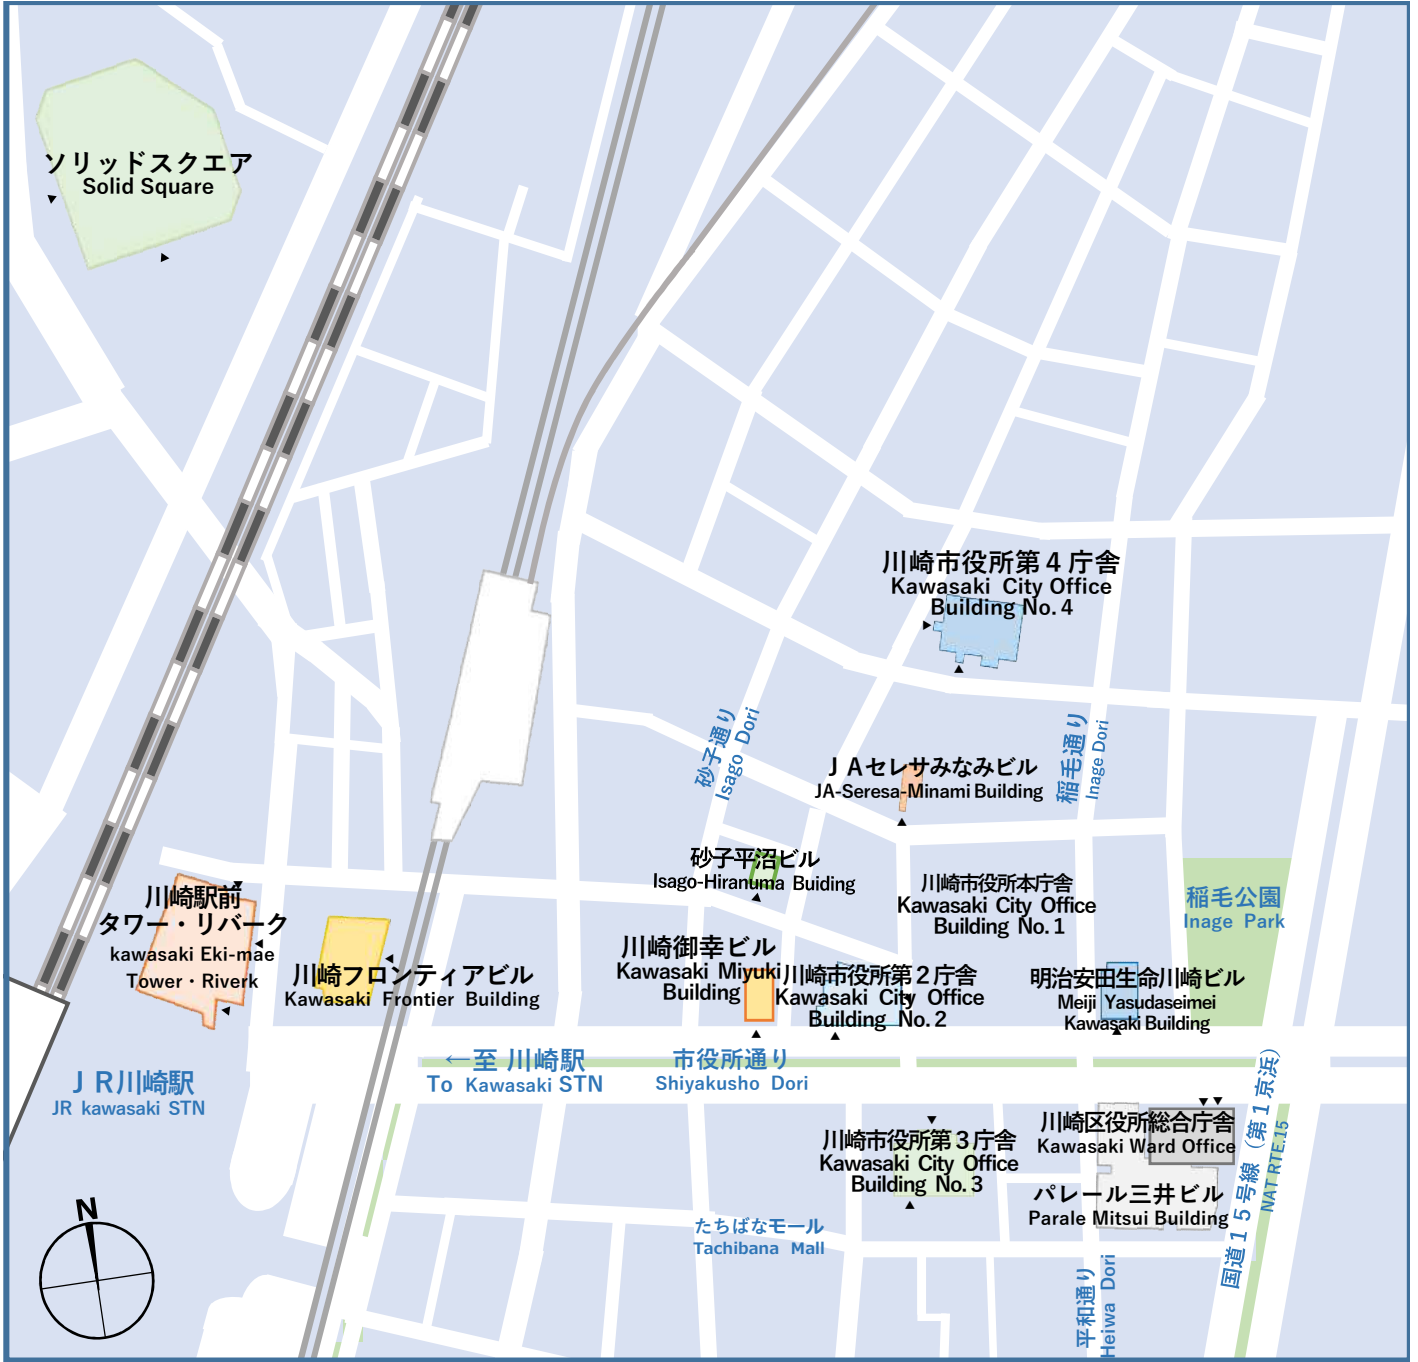 ソリッドスクエア
Solid Square
川崎市役所第４庁舎
Kawasaki City Office
Building No.4
砂子通り
Isago Dori
稲毛通り
Inage Dori
ＪＡセレサみなみビル
JA-Seresa-Minami Building
砂子平沼ビル
Isago-Hiranuma Buiding
川崎市役所本庁舎
Kawasaki City Office
Building No.1
稲毛公園
Inage Park
川崎駅前
タワー・リバーク
kawasaki Eki-mae
Tower・Riverk
川崎フロンティアビル
Kawasaki Frontier Building
川崎御幸ビル
Kawasaki Miyuki
Building
川崎市役所第２庁舎
Kawasaki City Office
Building No.2
明治安田生命川崎ビル
Meiji Yasudaseimei
Kawasaki Building
←至 川崎駅
To Kawasaki STN
市役所通り
Shiyakusho Dori
ＪＲ川崎駅
JR kawasaki STN
川崎市役所第３庁舎
Kawasaki City Office
Building No.3
川崎区役所総合庁舎
Kawasaki Ward Office
パレール三井ビル
Parale Mitsui Building
国道１５号線（第１京浜）
NAT RTE.15
たちばなモール
Tachibana Mall
平和通り
Heiwa Dori
N